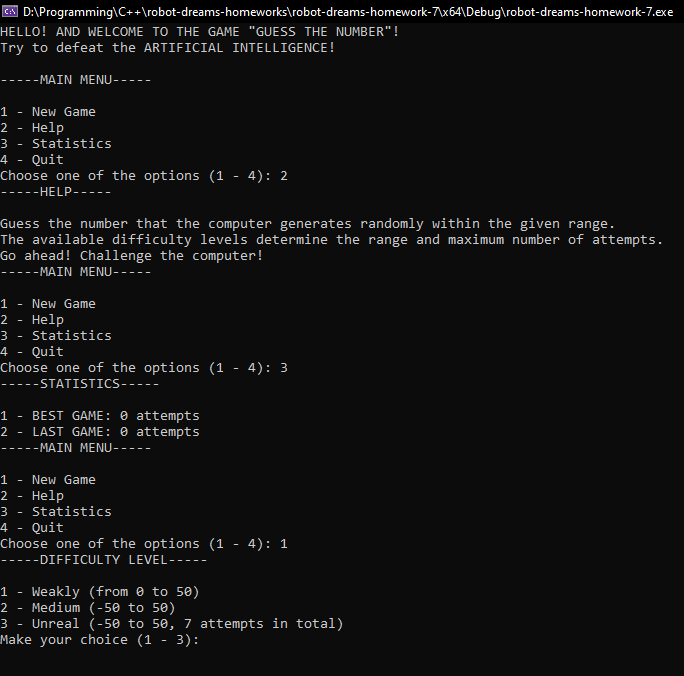 D:\Programming\C++\robot-dreams-homeworks\robot-dreams-homework-7\x64\Debug\robot-dreams-homework-7.exe
HELLO! AND WELCOME TO THE GAME "GUESS THE NUMBER"!
Try to defeat the ARTIFICIAL INTELLIGENCE!
-----MAIN MENU-----
1 - New Game
2 - Help
3 - Statistics
4 - Quit
Choose one of the options (1 - 4): 2
-----HELP-----
Guess the number that the computer generates randomly within the given range.
The available difficulty levels determine the range and maximum number of attempts.
Go ahead! Challenge the computer!
-----MAIN MENU-----
1 - New Game
2 - Help
3 - Statistics
4 - Quit
Choose one of the options (1 - 4): 3
-----STATISTICS-----
1 - BEST GAME: 0 attempts
2 - LAST GAME: 0 attempts
-----MAIN MENU-----
1 - New Game
2 - Help
3 - Statistics
4 - Quit
Choose one of the options (1 - 4): 1
-----DIFFICULTY LEVEL-----
1 - Weakly (from 0 to 50)
2 - Medium (-50 to 50)
3 - Unreal (-50 to 50, 7 attempts in total)
Make your choice (1 - 3):